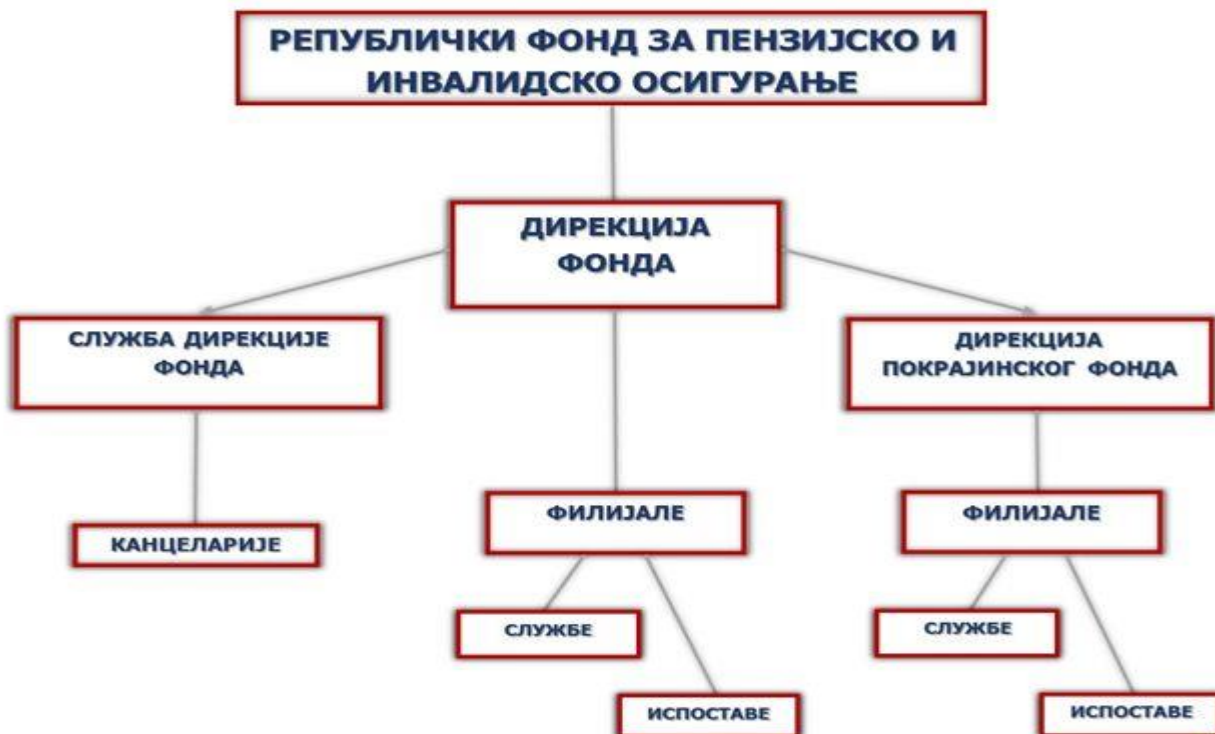 РЕПУБЛИЧКИ ФОНД ЗА ПЕНЗИЈСКО И
ИНВАЛИДСКО ОСИГУРАЊЕ
ДИРЕКЦИЈА
ФОНДА
СЛУЖБА ДИРЕКЦИЈЕ
ФОНДА
ДИРЕКЦИЈА
ПОКРАЈИНСКОГ ФОНДА
КАНЦЕЛАРИЈЕ
ФИЛИЈАЛЕ
ФИЛИЈАЛЕ
СЛУЖБЕ
СЛУЖБЕ
ИСПОСТАВЕ
ИСПОСТАВЕ